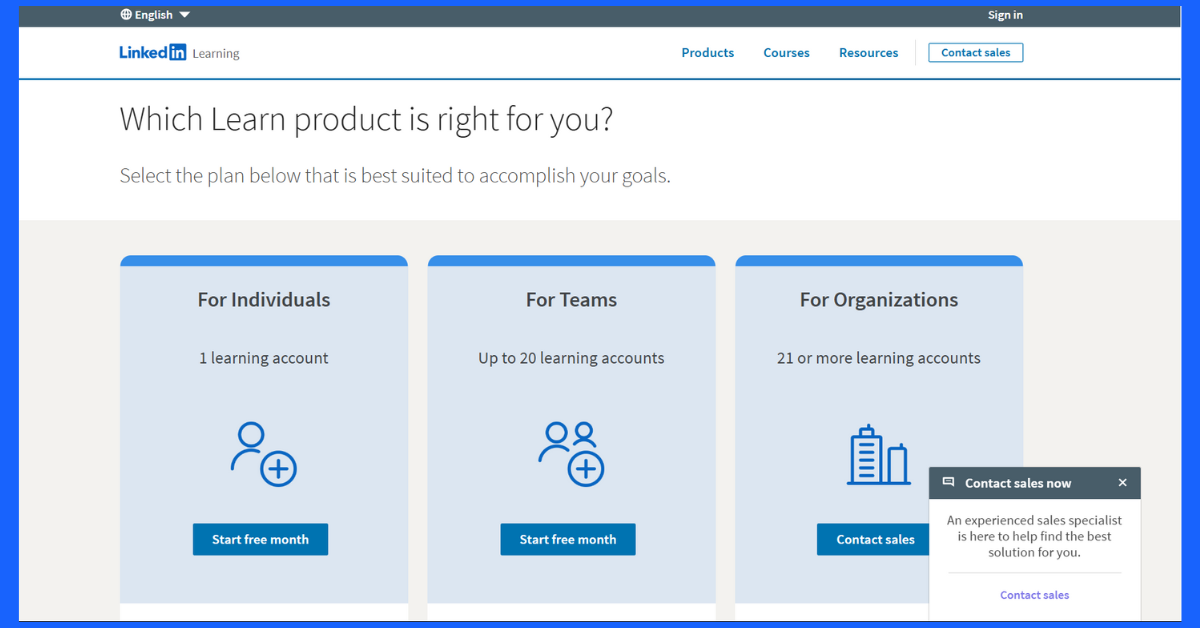 English
Sign in
Linked in Learning
Products
Courses
Resources
Contact sales
Which Learn product is right for you?
Select the plan below that is best suited to accomplish your goals.
For Individuals
1 learning account
Start free month
For Teams
Up to 20 learning accounts
Start free month
For Organizations
21 or more learning accounts
Contact sales
Contact sales now
An experienced sales specialist
is here to help find the best
solution for you.
Contact sales